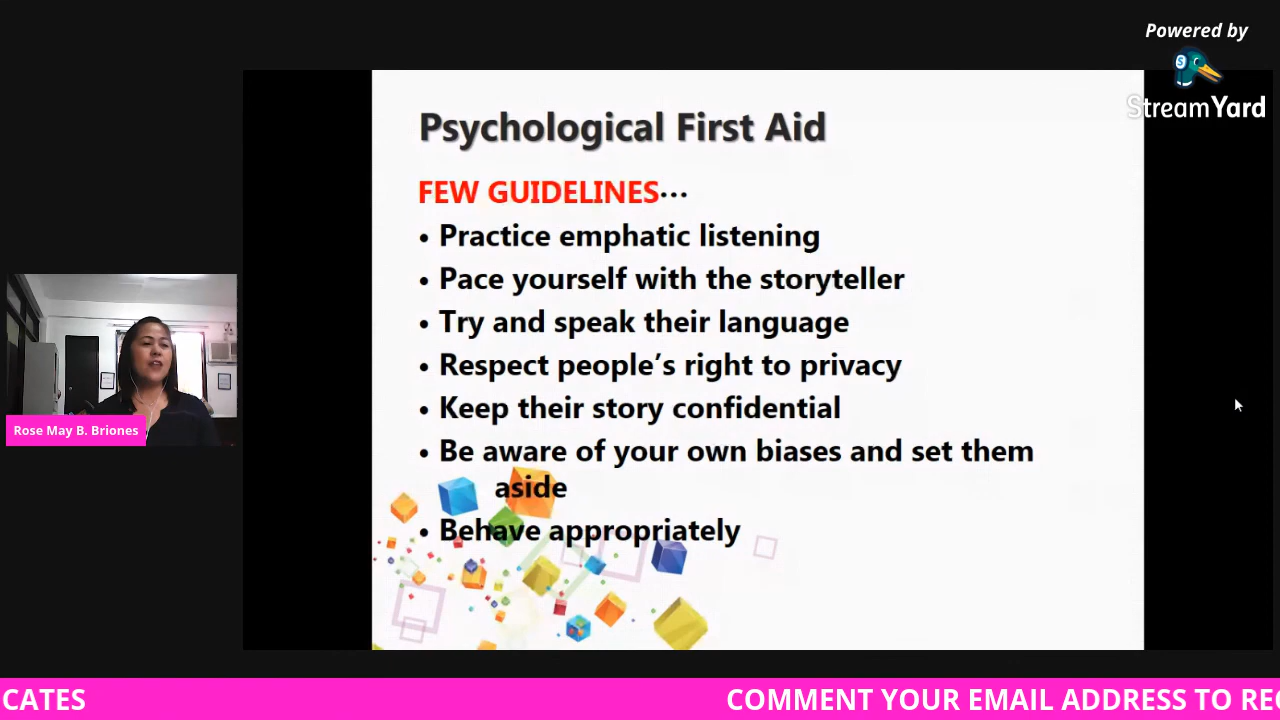 Powered by
StreamYard
Psychological First Aid
FEW GUIDELINES...
• Practice emphatic listening
• Pace yourself with the storyteller
• Try and speak their language
• Respect people’s right to privacy
• Keep their story confidential
• Be aware of your own biases and set them
aside
• Behave appropriately
Rose May B. Briones
CATES
COMMENT YOUR EMAIL ADDRESS TO